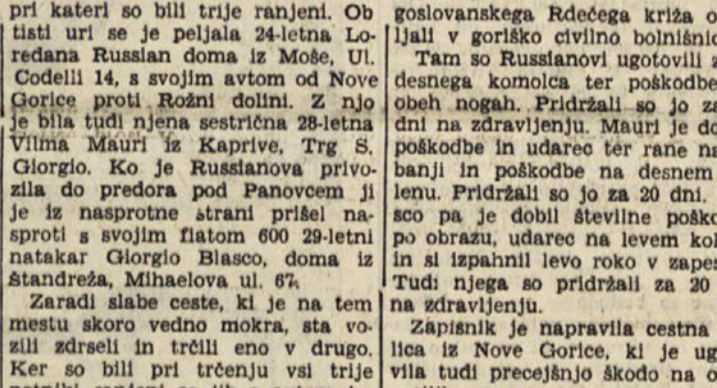 pri kateri so bili trije ranjeni. Ob
tisti uri se je peljala 24-letna Lo-
redana Russian doma iz Moše, Ul.
Codelli 14, s svojim avtom od Nove
Gorice proti Rožni dolini. Z njo
je bila tudi njena sestrična 28-letna
Vilma Mauri iz Kaprive, Trg S.
Giorgio. Ko je Russianova privo-
zila do predora pod Panovcem ji
je iz nasprotne strani prišel na-
sproti s svojim fiatom 600 29-letni
natakar Giorgio Blasco, doma iz
Štandreža, Mihaelova ul. 67.
Zaradi slabe ceste, ki je na tem
mestu skoro vedno mokra, sta vo-
zili zdrseli in trčili eno v drugo.
Ker so bili pri trčenju vsi trije
goslovanskega Rdečega križa o
ljali v goriško civilno bolnišnic
Tam so Russianovi ugotovili z
desnega komolca ter poškodbe
obeh nogah. Pridržali so jo za
dni na zdravljenju. Mauri je do
poškodbe in udarec ter rane na
banji in poškodbe na desnem
lenu. Pridržali so jo za 20 dni.
sco pa je dobil številne poško
po obrazu, udarec na levem kol
in si izpahnil levo roko v zapes
Tudi njega so pridržali za 20
na zdravljenju.
Zapisnik je napravila cestna
lica iz Nove Gorice, ki je ug
vila tudi precejšnjo škodo na o